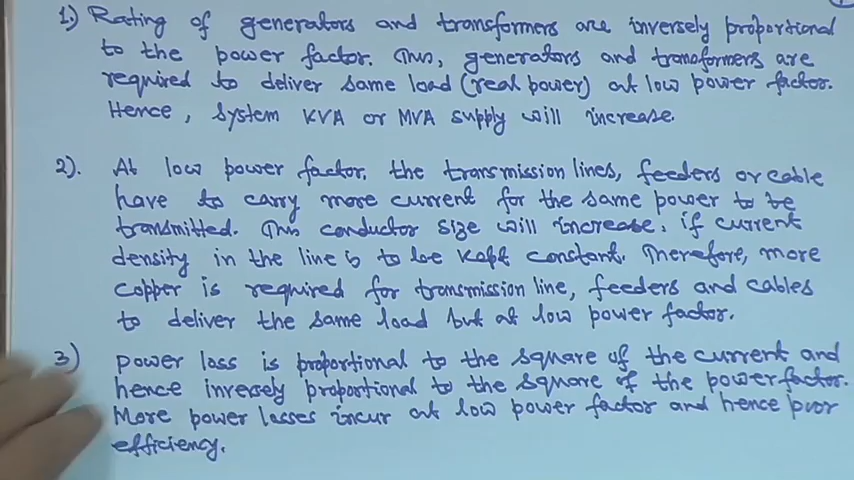 1.) Rating of generators and transformers are inversely proportional
to the power factor. Thus, generators and transformers are
required to deliver same load (real power) at low power factor.
Hence, system KVA or MVA supply will increase.
2). At low power factor, the transmission lines, feeders or cable
have to carry more current for the same power to be
transmitted. Thus conductor size will increase, if current
density in the line is to be kept constant. Therefore, more
copper is required for transmission line, feeders and cables
to deliver the same load but at low power factor.
3) power loss is proportional to the square of the current and
hence inversely proportional to the square of the power factor.
More power losses incur at low power factor and hence poor
efficiency.